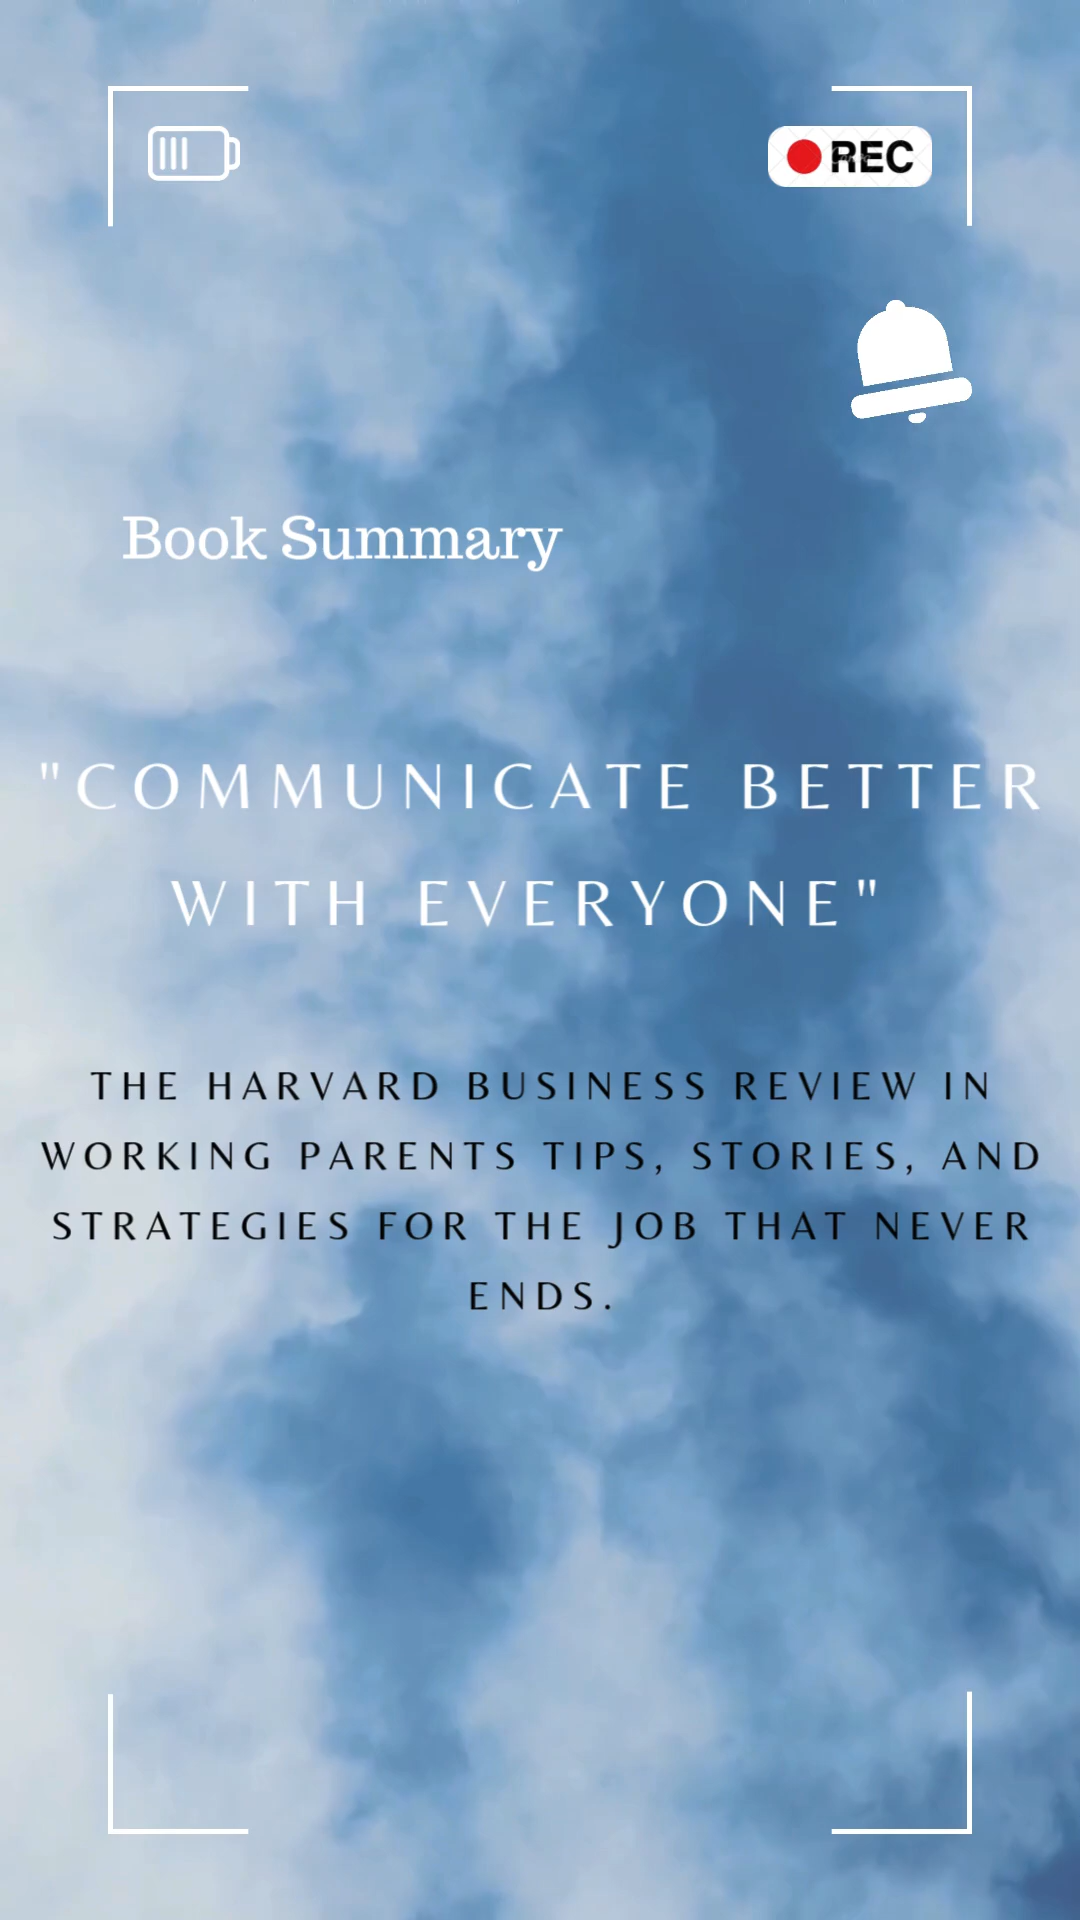 REC
Book Summary
"COMMUNICATE BETTER
WITH EVERYONE"
THE HARVARD BUSINESS REVIEW IN
WORKING PARENTS TIPS, STORIES, AND
STRATEGIES FOR THE JOB THAT NEVER
ENDS.